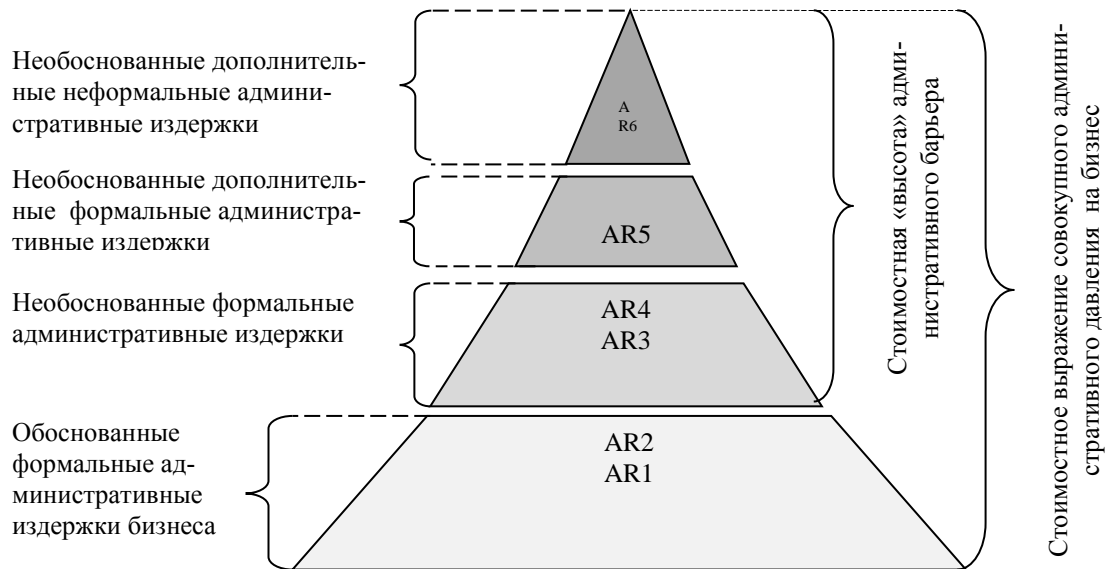 Необоснованные дополнитель-
ные неформальные админи-
стративные издержки
A
R6
Необоснованные дополнитель-
ные формальные администра-
тивные издержки
AR5
Необоснованные формальные
административные издержки
AR4
AR3
Обоснованные
формальные ад-
министративные
издержки бизнеса
AR2
AR1
Стоимостная «высота» адми-
нистративного барьера
Стоимостное выражение совокупного админи-
стративного давления на бизнес